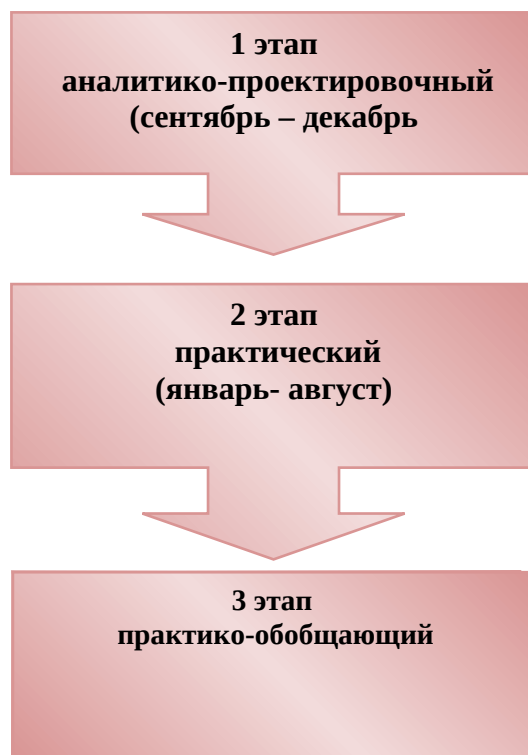 1 этап
аналитико-проектировочный
(сентябрь – декабрь
2 этап
практический
(январь- август)
3 этап
практико-обобщающий